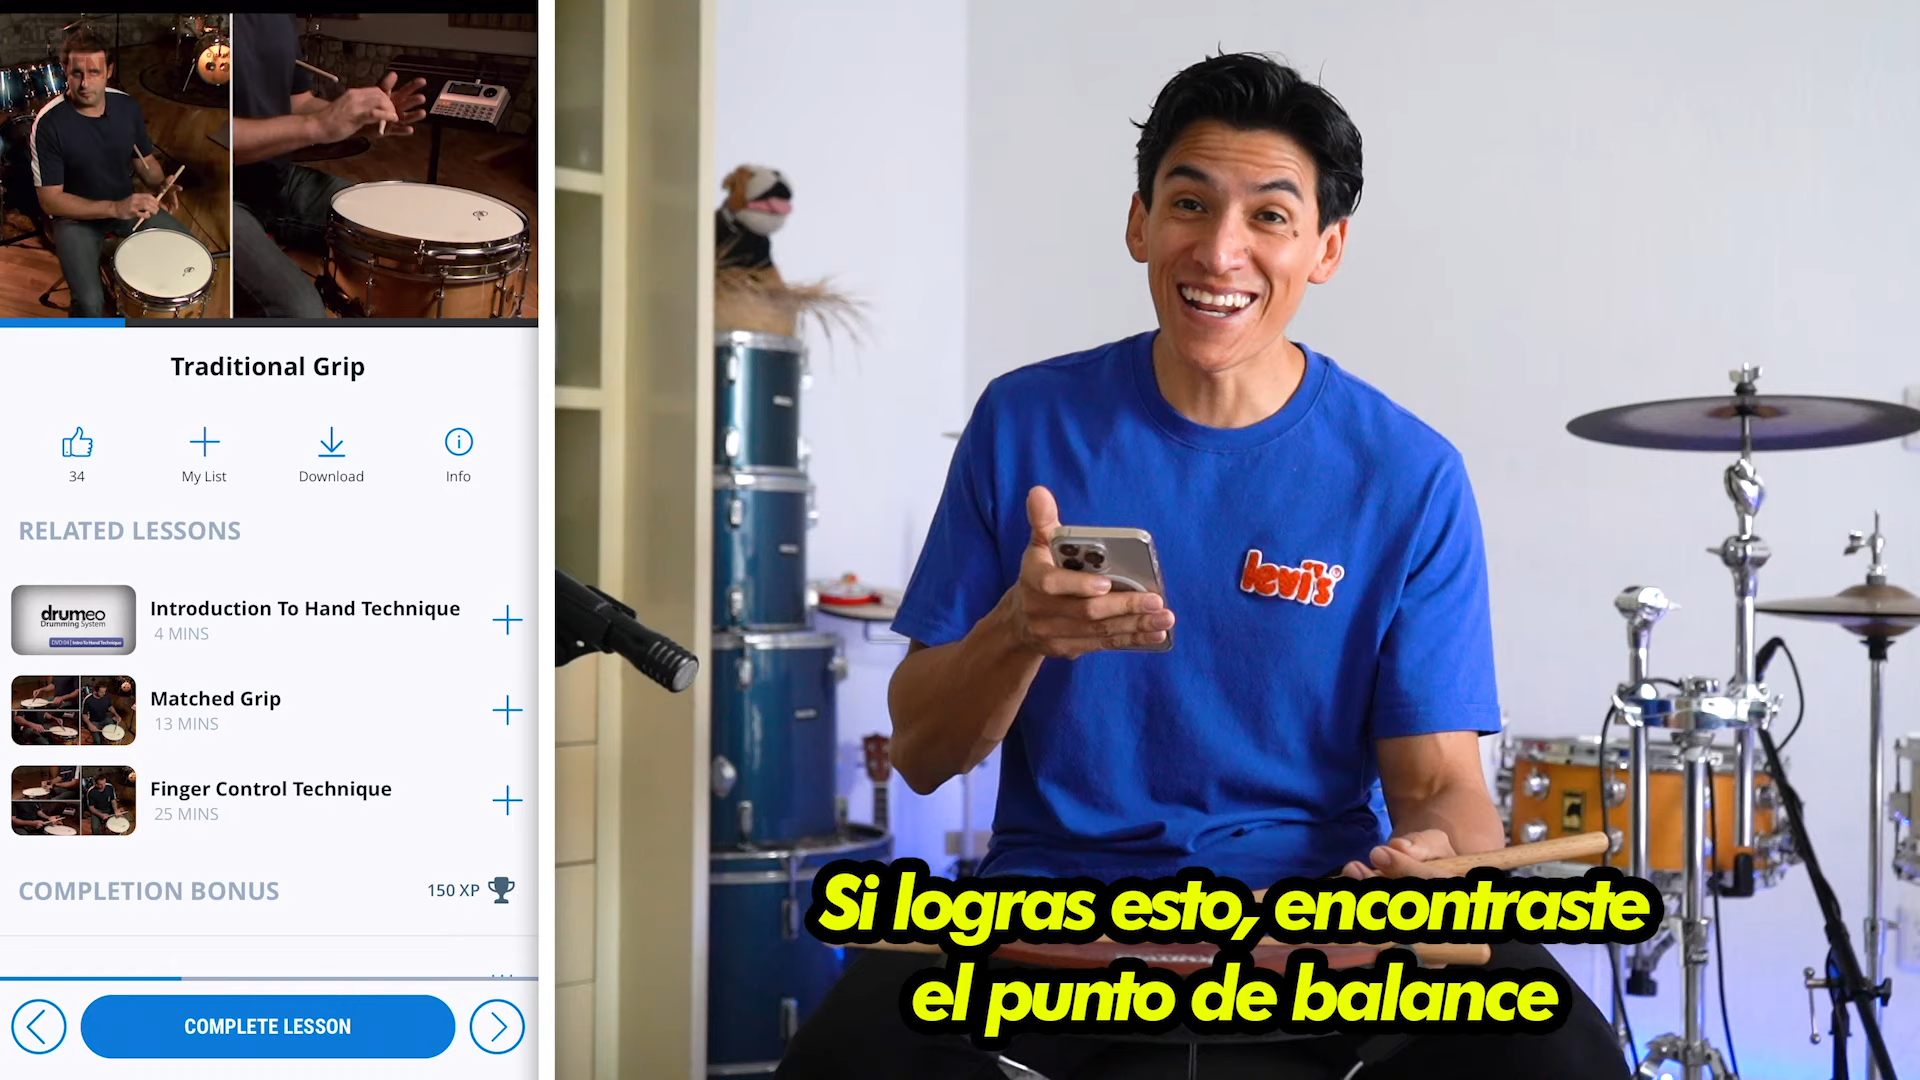 Traditional Grip
34
My List
Download
Info
RELATED LESSONS
drumeo
Drumming System
Introduction To Hand Technique
4 MINS
Matched Grip
13 MINS
Finger Control Technique
25 MINS
COMPLETION BONUS
150 XP
COMPLETE LESSON
levi's
Si logras esto, encontraste
el punto de balance